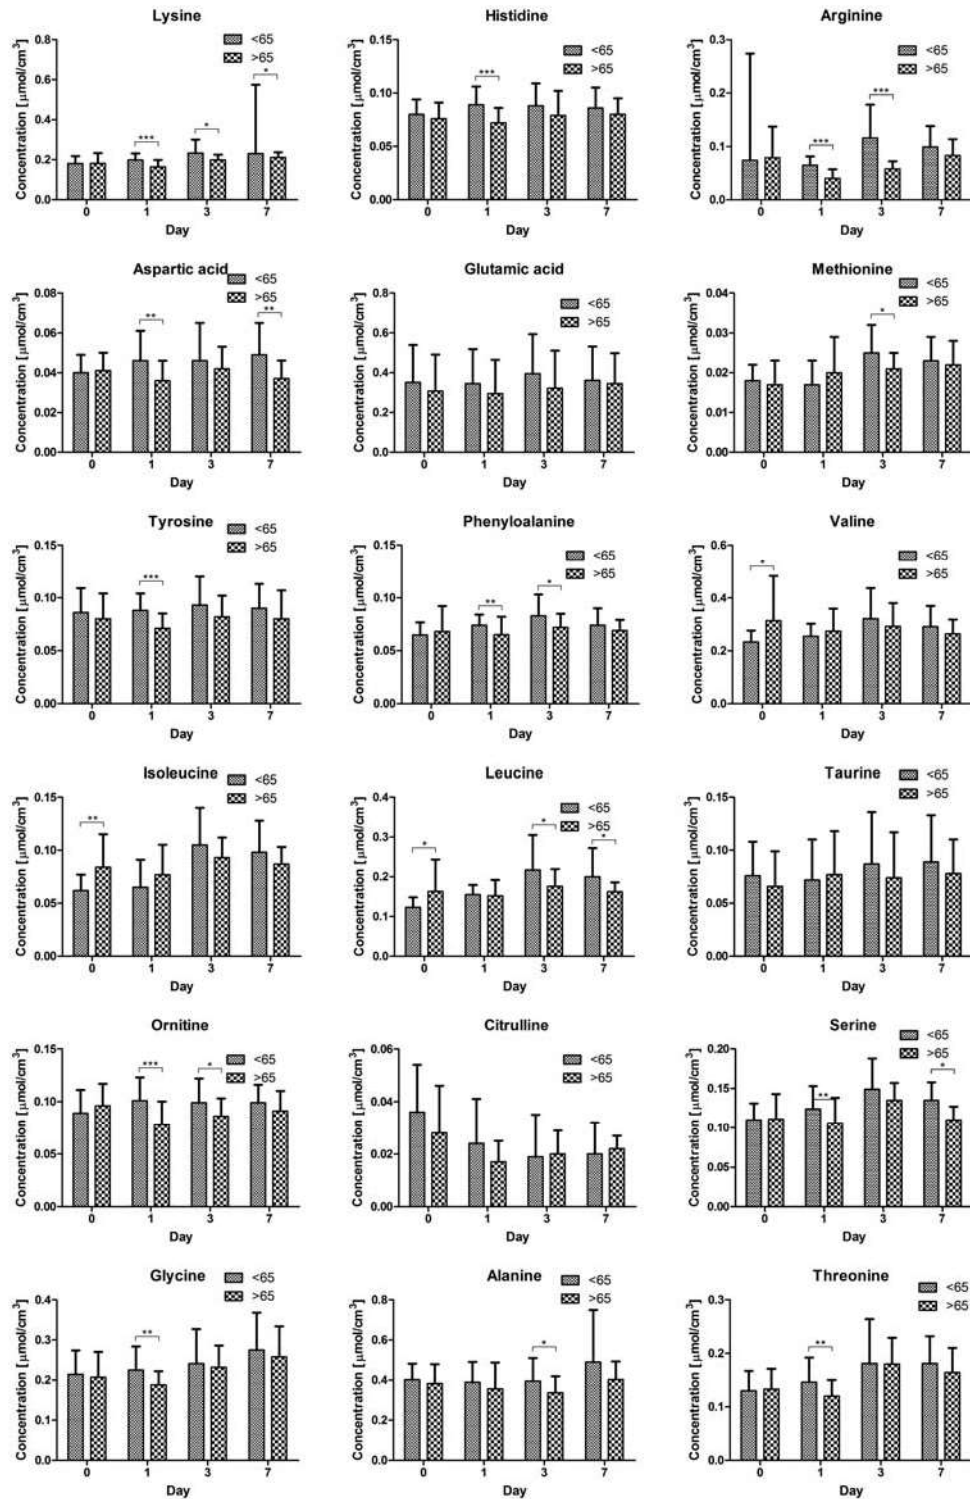 Lysine
Concentration [µmol/cm³]
0.8
0.6
0.4
0.2
0.0
<65
>65
***
*
*
0 1 3 7
Day
Histidine
Concentration [µmol/cm³]
0.15
0.10
0.05
0.00
<65
>65
***
0 1 3 7
Day
Arginine
Concentration [µmol/cm³]
0.3
0.2
0.1
0.0
<65
>65
***
***
0 1 3 7
Day
Aspartic acid
Concentration [µmol/cm³]
0.08
0.06
0.04
0.02
0.00
<65
>65
**
**
0 1 3 7
Day
Glutamic acid
Concentration [µmol/cm³]
0.8
0.6
0.4
0.2
0.0
<65
>65
0 1 3 7
Day
Methionine
Concentration [µmol/cm³]
0.04
0.03
0.02
0.01
0.00
<65
>65
*
0 1 3 7
Day
Tyrosine
Concentration [µmol/cm³]
0.15
0.10
0.05
0.00
<65
>65
***
0 1 3 7
Day
Phenyloalanine
Concentration [µmol/cm³]
0.15
0.10
0.05
0.00
<65
>65
**
*
0 1 3 7
Day
Valine
Concentration [µmol/cm³]
0.6
0.4
0.2
0.0
<65
>65
*
0 1 3 7
Day
Isoleucine
Concentration [µmol/cm³]
0.15
0.10
0.05
0.00
<65
>65
**
0 1 3 7
Day
Leucine
Concentration [µmol/cm³]
0.4
0.3
0.2
0.1
0.0
<65
>65
*
*
*
0 1 3 7
Day
Taurine
Concentration [µmol/cm³]
0.15
0.10
0.05
0.00
<65
>65
0 1 3 7
Day
Ornitine
Concentration [µmol/cm³]
0.15
0.10
0.05
0.00
<65
>65
***
*
0 1 3 7
Day
Citrulline
Concentration [µmol/cm³]
0.06
0.04
0.02
0.00
<65
>65
0 1 3 7
Day
Serine
Concentration [µmol/cm³]
0.20
0.15
0.10
0.05
0.00
<65
>65
**
*
0 1 3 7
Day
Glycine
Concentration [µmol/cm³]
0.4
0.3
0.2
0.1
0.0
<65
>65
**
0 1 3 7
Day
Alanine
Concentration [µmol/cm³]
0.8
0.6
0.4
0.2
0.0
<65
>65
*
0 1 3 7
Day
Threonine
Concentration [µmol/cm³]
0.3
0.2
0.1
0.0
<65
>65
**
0 1 3 7
Day